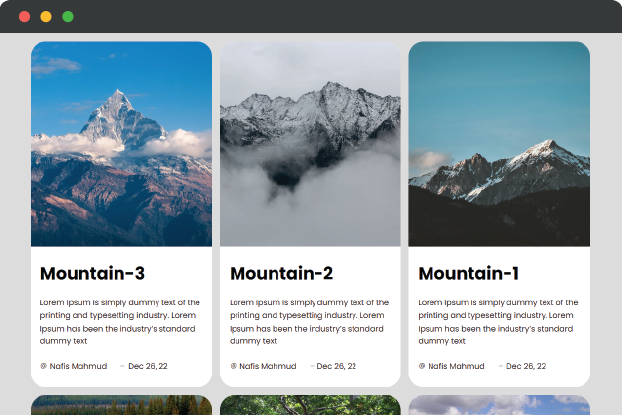 Mountain-3
Lorem Ipsum is simply dummy text of the
printing and typesetting industry. Lorem
Ipsum has been the industry's standard
dummy text
@ Nafis Mahmud - Dec 26, 22
Mountain-2
Lorem Ipsum is simply dummy text of the
printing and typesetting industry. Lorem
Ipsum has been the industry's standard
dummy text
@ Nafis Mahmud - Dec 26, 22
Mountain-1
Lorem Ipsum is simply dummy text of the
printing and typesetting industry. Lorem
Ipsum has been the industry's standard
dummy text
@ Nafis Mahmud - Dec 26, 22